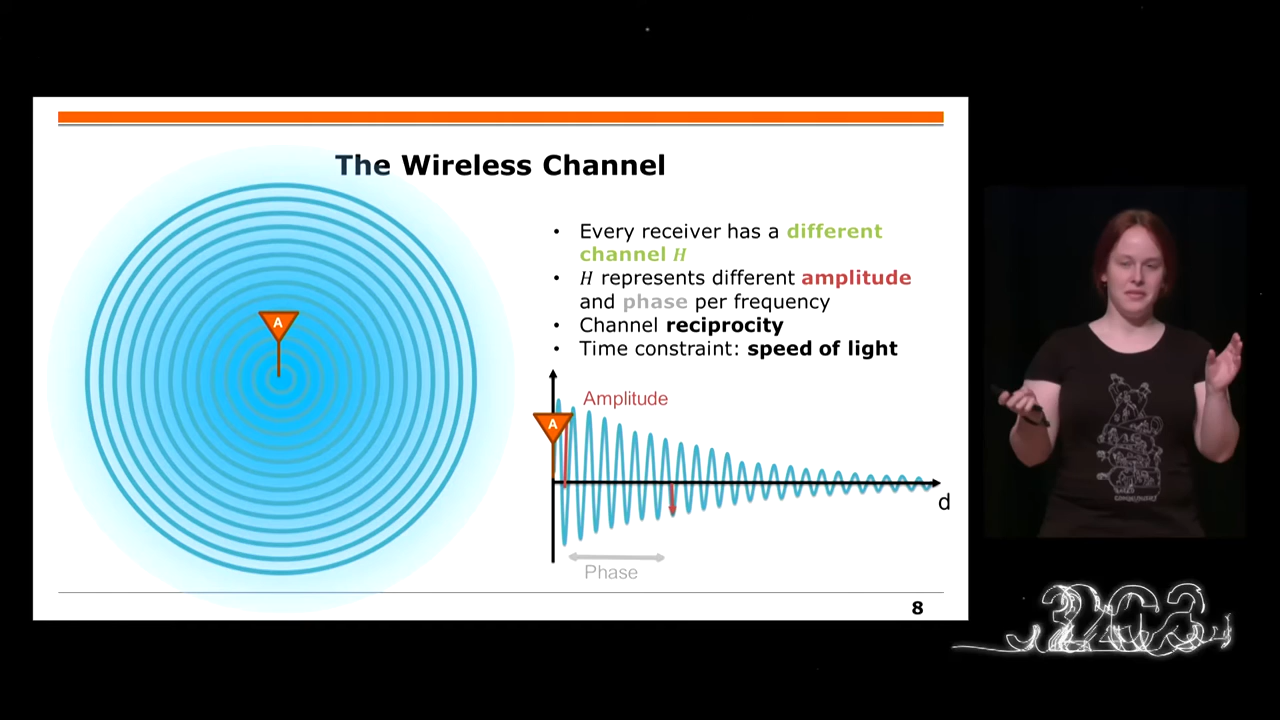 The Wireless Channel
• Every receiver has a different
channel H
• H represents different amplitude
and phase per frequency
• Channel reciprocity
• Time constraint: speed of light
A
Amplitude
A
d
Phase
8
32C3